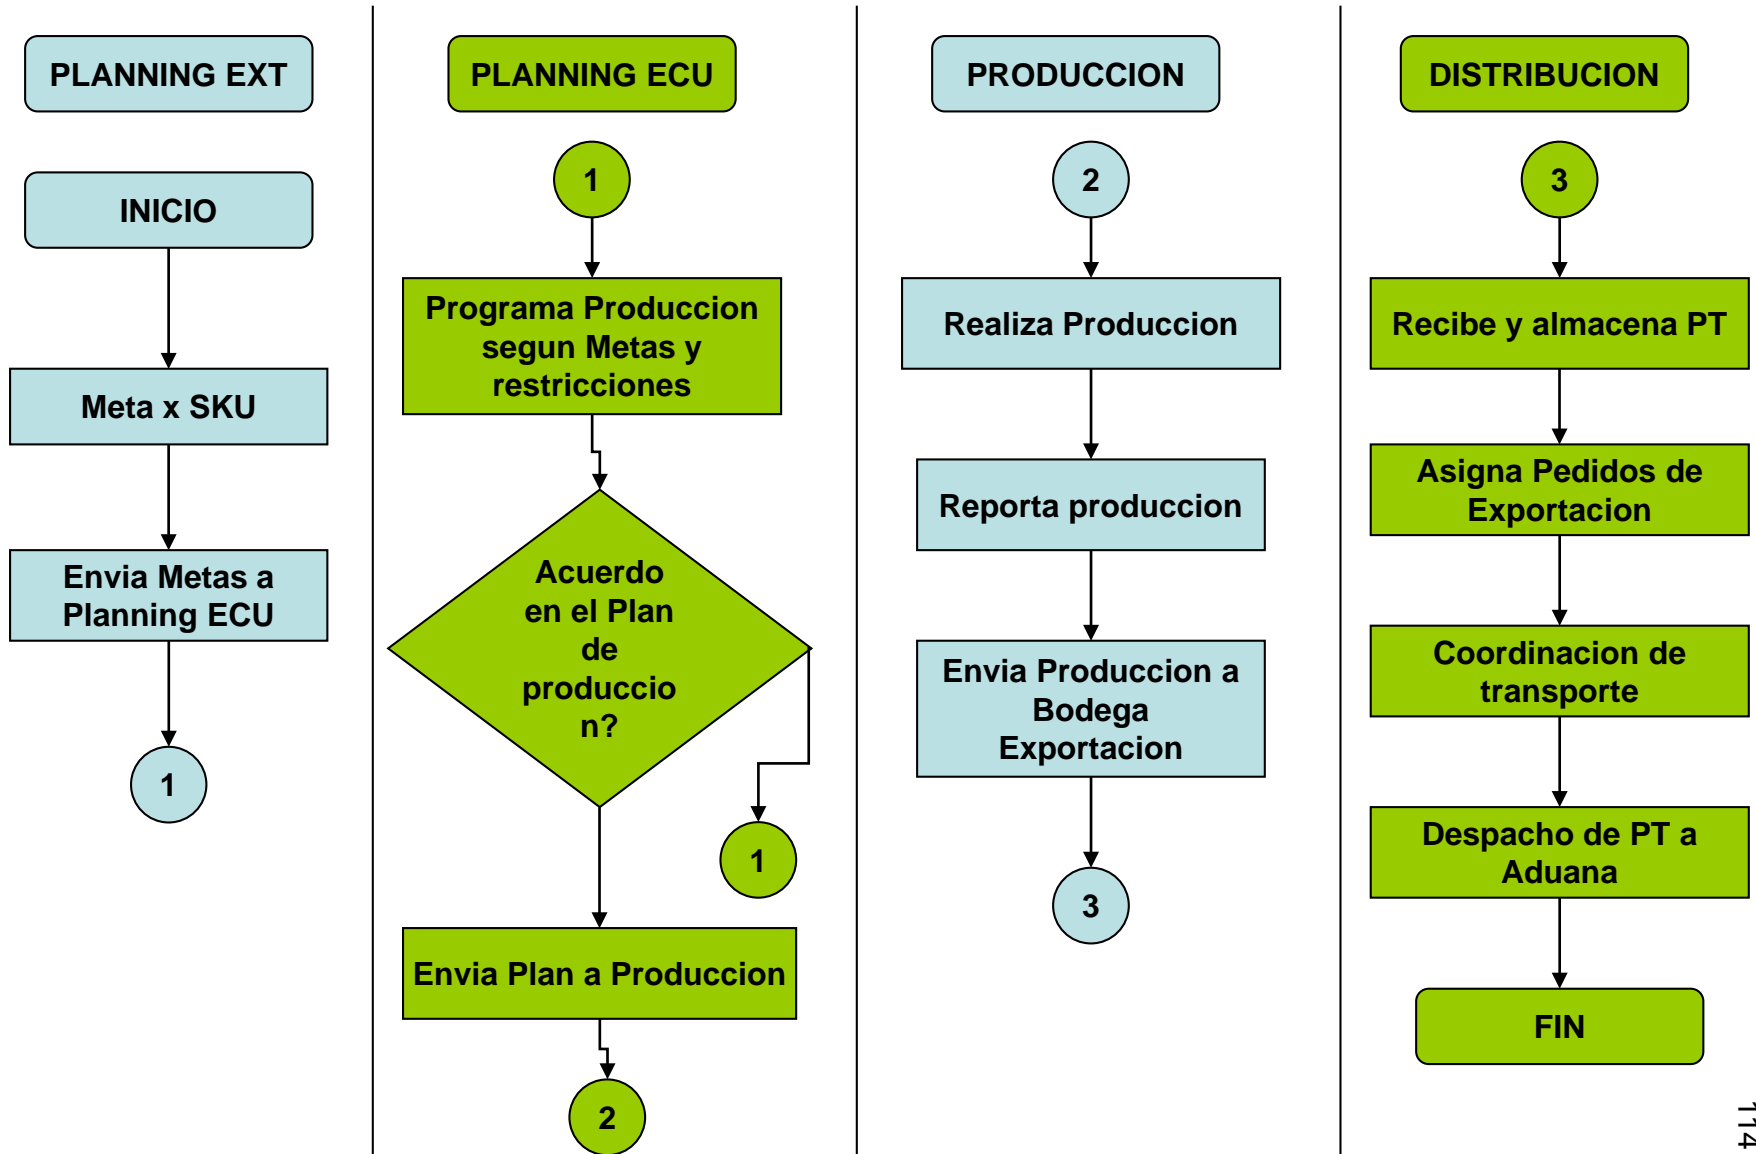 PLANNING EXT
INICIO
Meta x SKU
Envia Metas a
Planning ECU
1
PLANNING ECU
1
Programa Produccion
segun Metas y
restricciones
Acuerdo
en el Plan
de
produccio
n?
1
Envia Plan a Produccion
2
PRODUCCION
2
Realiza Produccion
Reporta produccion
Envia Produccion a
Bodega
Exportacion
3
DISTRIBUCION
3
Recibe y almacena PT
Asigna Pedidos de
Exportacion
Coordinacion de
transporte
Despacho de PT a
Aduana
FIN
114